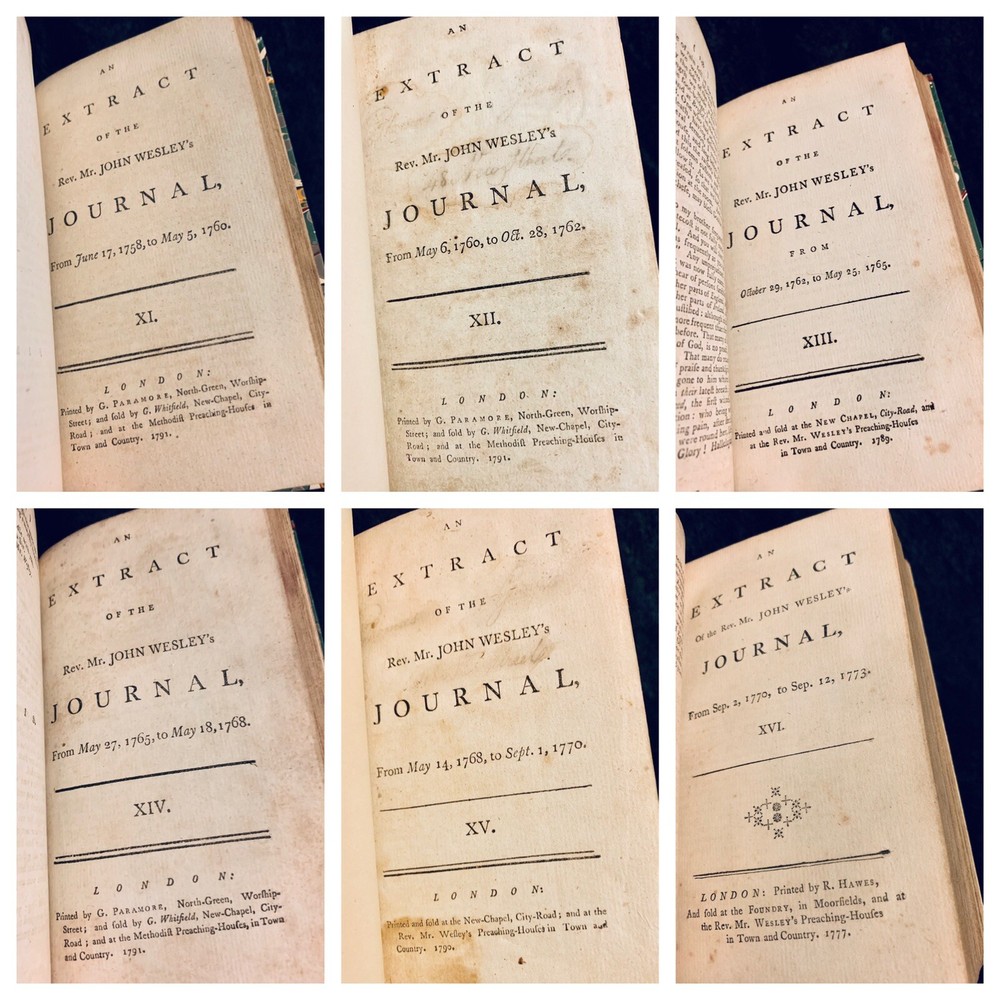 AN
EXTRACT
OF THE
Rev. Mr. JOHN WESLEY's
JOURNAL,
From June 17, 1758, to May 5, 1760.
XI.
LONDON:
Printed by G. PARAMORE, North-Green, Worſhip-
Street; and ſold by G. Whitfield, New-Chapel, City-
Road; and at the Methodiſt Preaching-Houſes in
Town and Country. 1791.
AN
EXTRACT
OF THE
Rev. Mr. JOHN WESLEY's
JOURNAL,
From May 6, 1760, to Oct. 28, 1762.
XII.
LONDON:
Printed by G. PARAMORE, North-Green, Worſhip-
Street; and ſold by G. Whitfield, New-Chapel, City-
Road; and at the Methodiſt Preaching-Houſes in
Town and Country. 1791.
AN
EXTRACT
OF THE
Rev. Mr. JOHN WESLEY's
JOURNAL,
FROM
October 29, 1762, to May 25, 1765.
XIII.
LONDON:
Printed and ſold at the NEW CHAPEL, City-Road, and
at the Rev. Mr. WESLEY's Preaching-Houſes
in Town and Country. 1789.
AN
EXTRACT
OF THE
Rev. Mr. JOHN WESLEY's
JOURNAL,
From May 27, 1765, to May 18, 1768.
XIV.
LONDON:
Printed by G. PARAMORE, North-Green, Worſhip-
Street; and ſold by G. Whitfield, New-Chapel, City-
Road; and at the Methodiſt Preaching-Houſes, in Town
and Country. 1791.
AN
EXTRACT
OF THE
Rev. Mr. JOHN WESLEY's
JOURNAL,
From May 14, 1768, to Sept. 1, 1770.
XV.
LONDON:
Printed and ſold at the New-Chapel, City-Road; and at the
Rev. Mr. Weſley's Preaching-Houſes in Town and
Country. 1790.
AN
EXTRACT
Of the Rev. Mr. JOHN WESLEY's
JOURNAL,
From Sep. 2, 1770, to Sep. 12, 1773.
XVI.
LONDON: Printed by R. HAWES,
And ſold at the FOUNDRY, in Moorfields, and at
the Rev. Mr. WESLEY's Preaching-Houſes
in Town and Country. 1777.